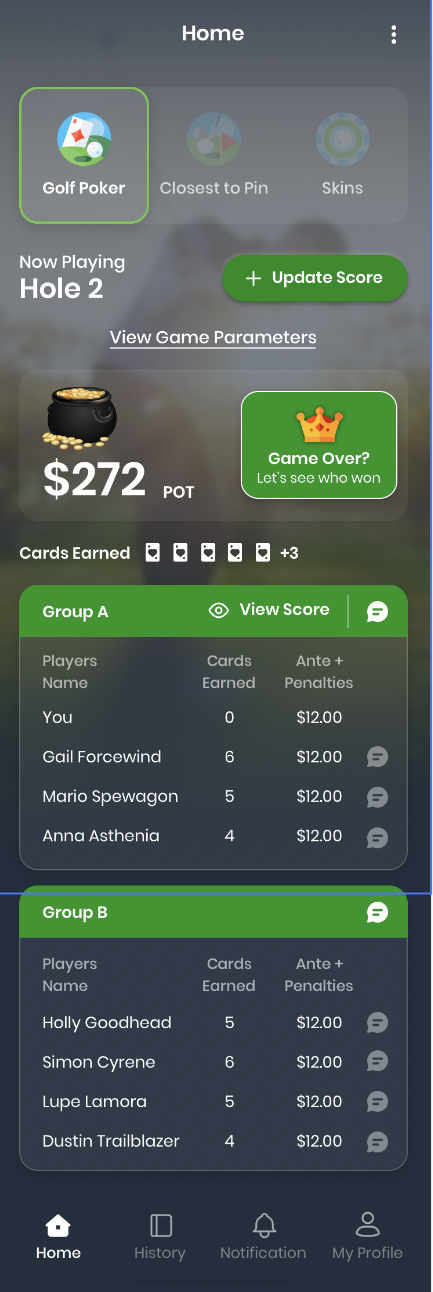 Home
Golf Poker
Closest to Pin
Skins
Now Playing
Hole 2
+ Update Score
View Game Parameters
$272 POT
Game Over?
Let's see who won
Cards Earned +3
Group A View Score
Players Name Cards Earned Ante + Penalties
You 0 $12.00
Gail Forcewind 6 $12.00
Mario Spewagon 5 $12.00
Anna Asthenia 4 $12.00
Group B
Players Name Cards Earned Ante + Penalties
Holly Goodhead 5 $12.00
Simon Cyrene 6 $12.00
Lupe Lamora 5 $12.00
Dustin Trailblazer 4 $12.00
Home History Notification My Profile